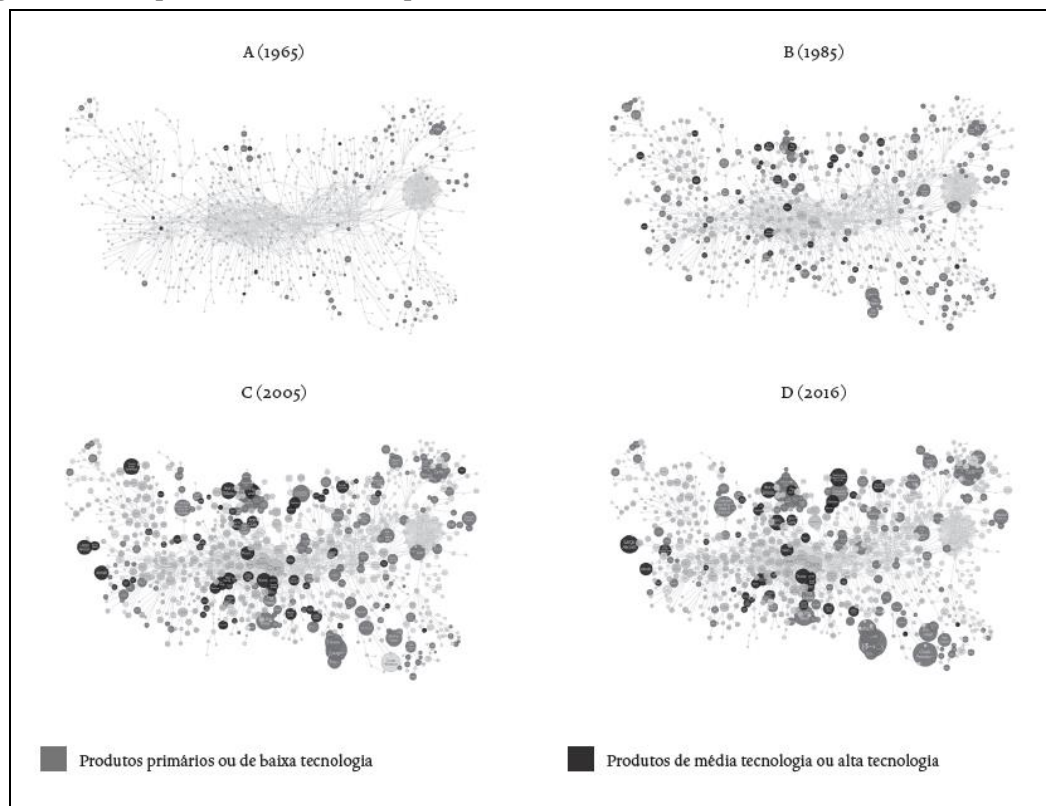 A (1965)
B (1985)
C (2005)
D (2016)
Produtos primários ou de baixa tecnologia
Produtos de média tecnologia ou alta tecnologia